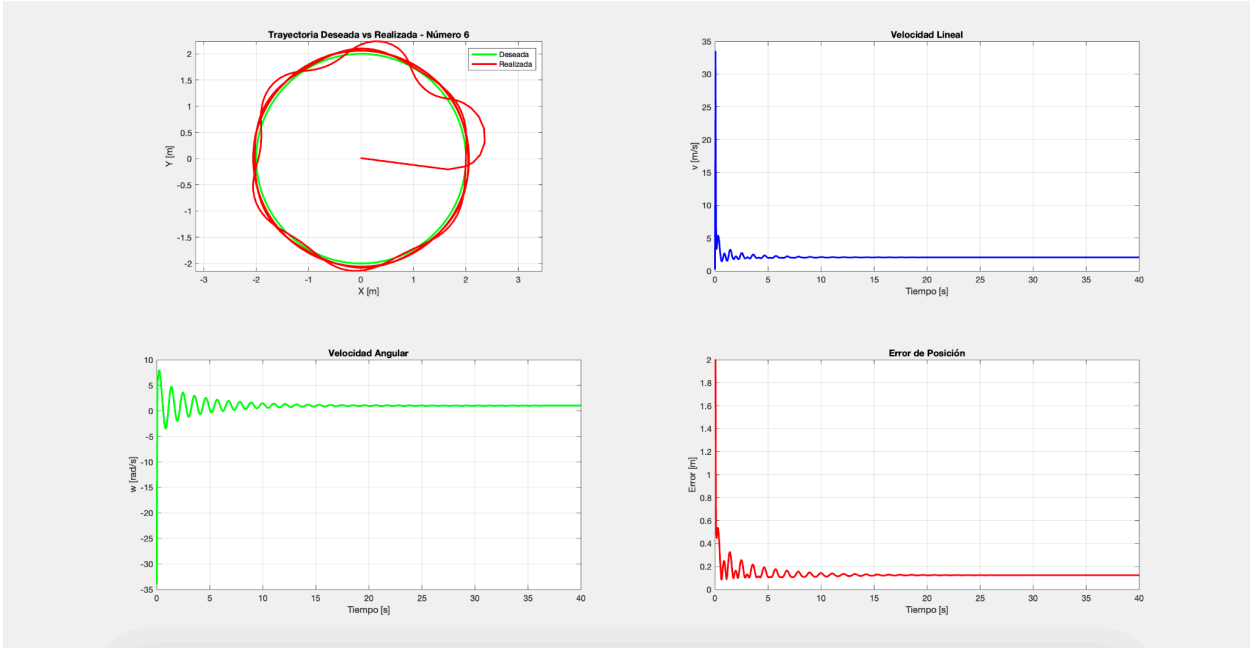 Trayectoria Deseada vs Realizada - Número 6
Deseada
Realizada
2
1.5
1
0.5
0
-0.5
-1
-1.5
-2
Y [m]
-3 -2 -1 0 1 2 3
X [m]
Velocidad Lineal
35
30
25
20
15
10
5
0
v [m/s]
0 5 10 15 20 25 30 35 40
Tiempo [s]
Velocidad Angular
10
5
0
-5
-10
-15
-20
-25
-30
-35
w [rad/s]
0 5 10 15 20 25 30 35 40
Tiempo [s]
Error de Posición
2
1.8
1.6
1.4
1.2
1
0.8
0.6
0.4
0.2
0
Error [m]
0 5 10 15 20 25 30 35 40
Tiempo [s]